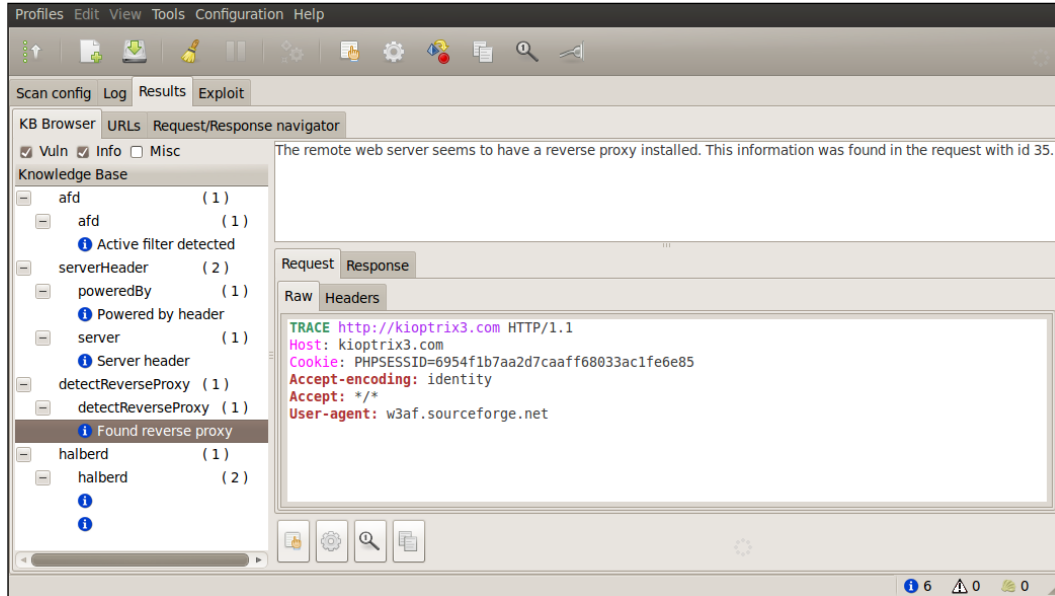 Profiles Edit View Tools Configuration Help
Scan config Log Results Exploit
KB Browser URLs Request/Response navigator
Vuln Info Misc
The remote web server seems to have a reverse proxy installed. This information was found in the request with id 35.
Knowledge Base
afd ( 1 )
afd ( 1 )
Active filter detected
serverHeader ( 2 )
poweredBy ( 1 )
Powered by header
server ( 1 )
Server header
detectReverseProxy ( 1 )
detectReverseProxy ( 1 )
Found reverse proxy
halberd ( 1 )
halberd ( 2 )
Request Response
Raw Headers
TRACE http://kioptrix3.com HTTP/1.1
Host: kioptrix3.com
Cookie: PHPSESSID=6954f1b7aa2d7caaff68033ac1fe6e85
Accept-encoding: identity
Accept: */*
User-agent: w3af.sourceforge.net
6 0 0